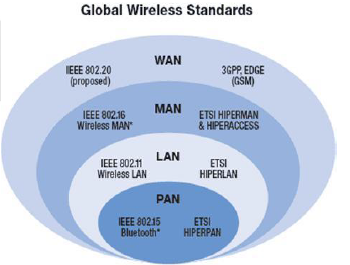 Global Wireless Standards
WAN
IEEE 802.20
(proposed)
3GPP, EDGE
(GSM)
MAN
IEEE 802.16
Wireless MAN*
ETSI HIPERMAN
& HIPERACCESS
LAN
IEEE 802.11
Wireless LAN
ETSI
HIPERLAN
PAN
IEEE 802.15
Bluetooth*
ETSI
HIPERPAN